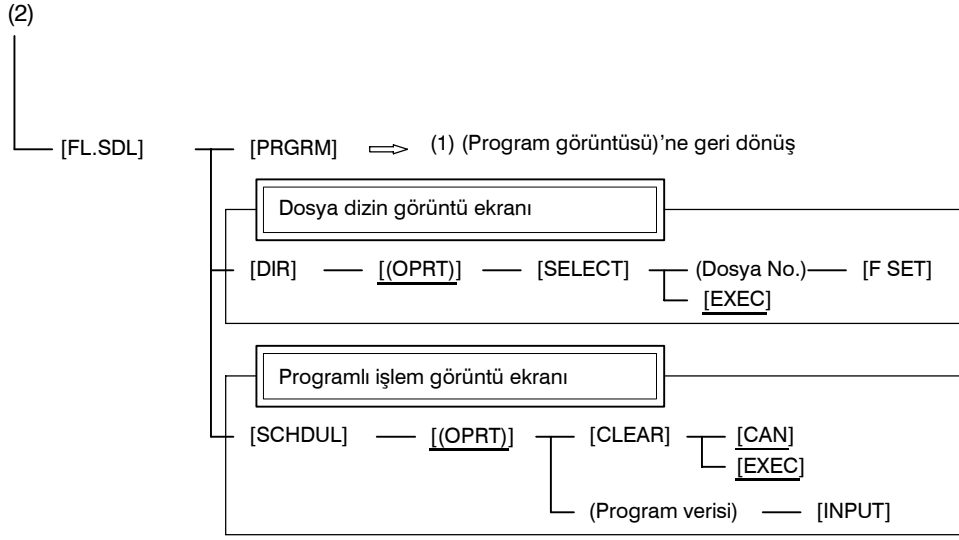 (2)
[FL.SDL] [PRGRM] (1) (Program görüntüsü)’ne geri dönüş
Dosya dizin görüntü ekranı
[DIR] [(OPRT)] [SELECT] (Dosya No.) [F SET]
[EXEC]
Programlı işlem görüntü ekranı
[SCHDUL] [(OPRT)] [CLEAR] [CAN]
[EXEC]
(Program verisi) [INPUT]